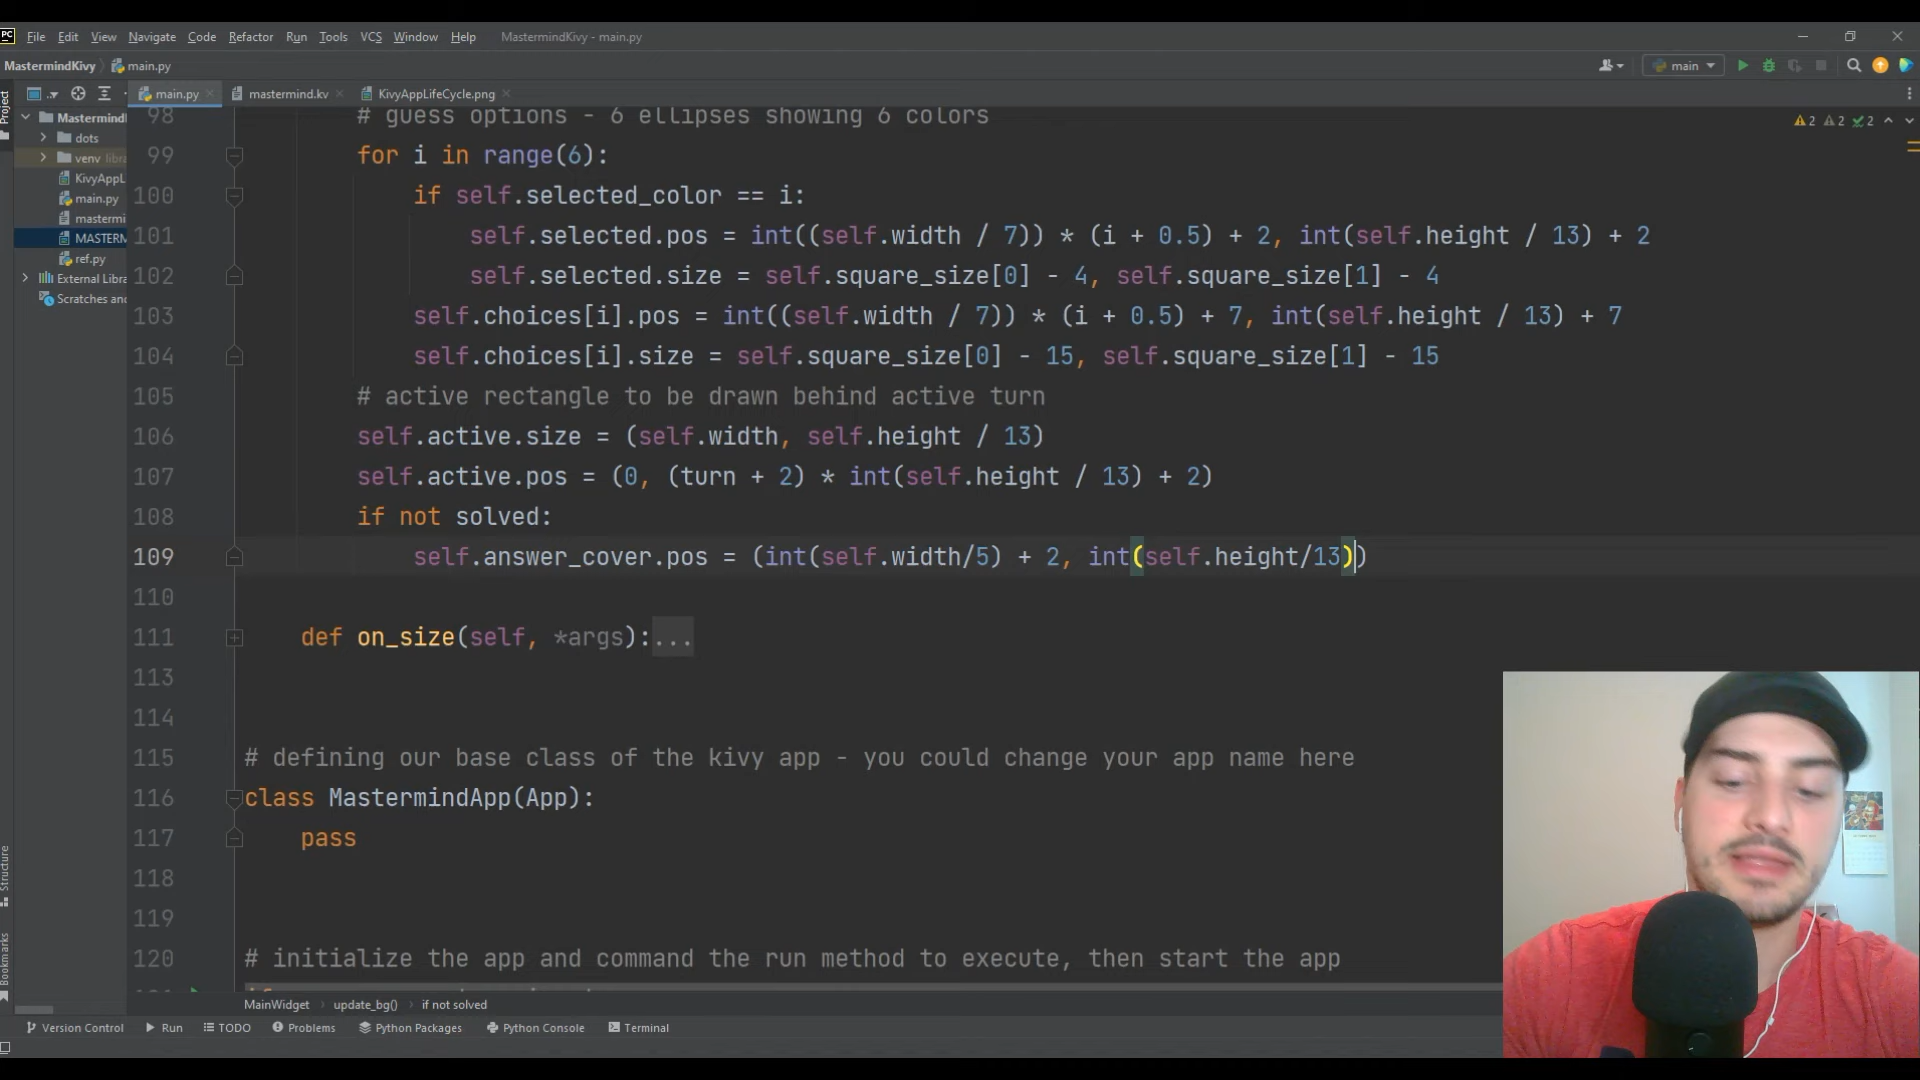 PC File Edit View Navigate Code Refactor Run Tools VCS Window Help MastermindKivy - main.py
MastermindKivy main.py main
Project main.py mastermind.kv KivyAppLifeCycle.png
Mastermind
dots
venv libra
KivyAppL
main.py
mastermi
MASTERM
ref.py
External Libra
Scratches and
2 2 2
98 # guess options - 6 ellipses showing 6 colors
99 for i in range(6):
100 if self.selected_color == i:
101 self.selected.pos = int((self.width / 7)) * (i + 0.5) + 2, int(self.height / 13) + 2
102 self.selected.size = self.square_size[0] - 4, self.square_size[1] - 4
103 self.choices[i].pos = int((self.width / 7)) * (i + 0.5) + 7, int(self.height / 13) + 7
104 self.choices[i].size = self.square_size[0] - 15, self.square_size[1] - 15
105 # active rectangle to be drawn behind active turn
106 self.active.size = (self.width, self.height / 13)
107 self.active.pos = (0, (turn + 2) * int(self.height / 13) + 2)
108 if not solved:
109 self.answer_cover.pos = (int(self.width/5) + 2, int(self.height/13))
110
111 def on_size(self, *args):...
113
114
115 # defining our base class of the kivy app - you could change your app name here
116 class MastermindApp(App):
117 pass
118
119
120 # initialize the app and command the run method to execute, then start the app
Structure
Bookmarks
MainWidget update_bg() if not solved
Version Control Run TODO Problems Python Packages Python Console Terminal